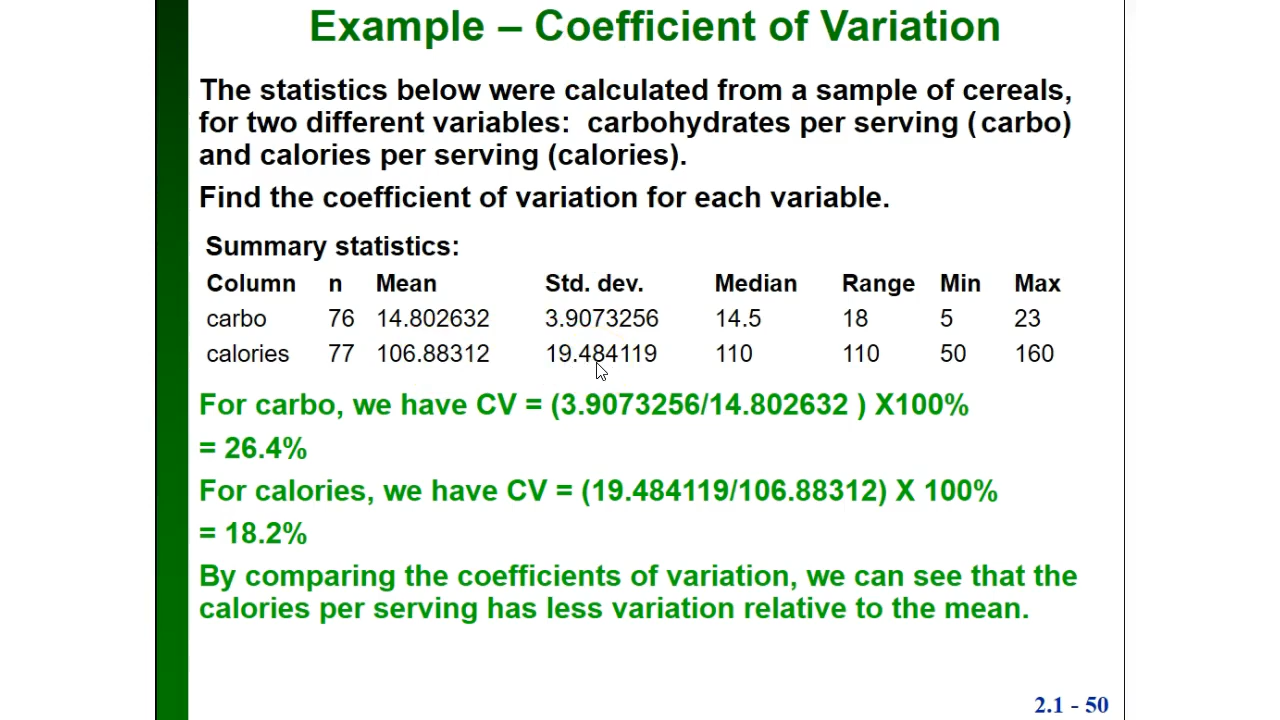 Example – Coefficient of Variation
The statistics below were calculated from a sample of cereals,
for two different variables: carbohydrates per serving (carbo)
and calories per serving (calories).
Find the coefficient of variation for each variable.
Summary statistics:
Column n Mean Std. dev. Median Range Min Max
carbo 76 14.802632 3.9073256 14.5 18 5 23
calories 77 106.88312 19.484119 110 110 50 160
For carbo, we have CV = (3.9073256/14.802632 ) X100%
= 26.4%
For calories, we have CV = (19.484119/106.88312) X 100%
= 18.2%
By comparing the coefficients of variation, we can see that the
calories per serving has less variation relative to the mean.
2.1 - 50